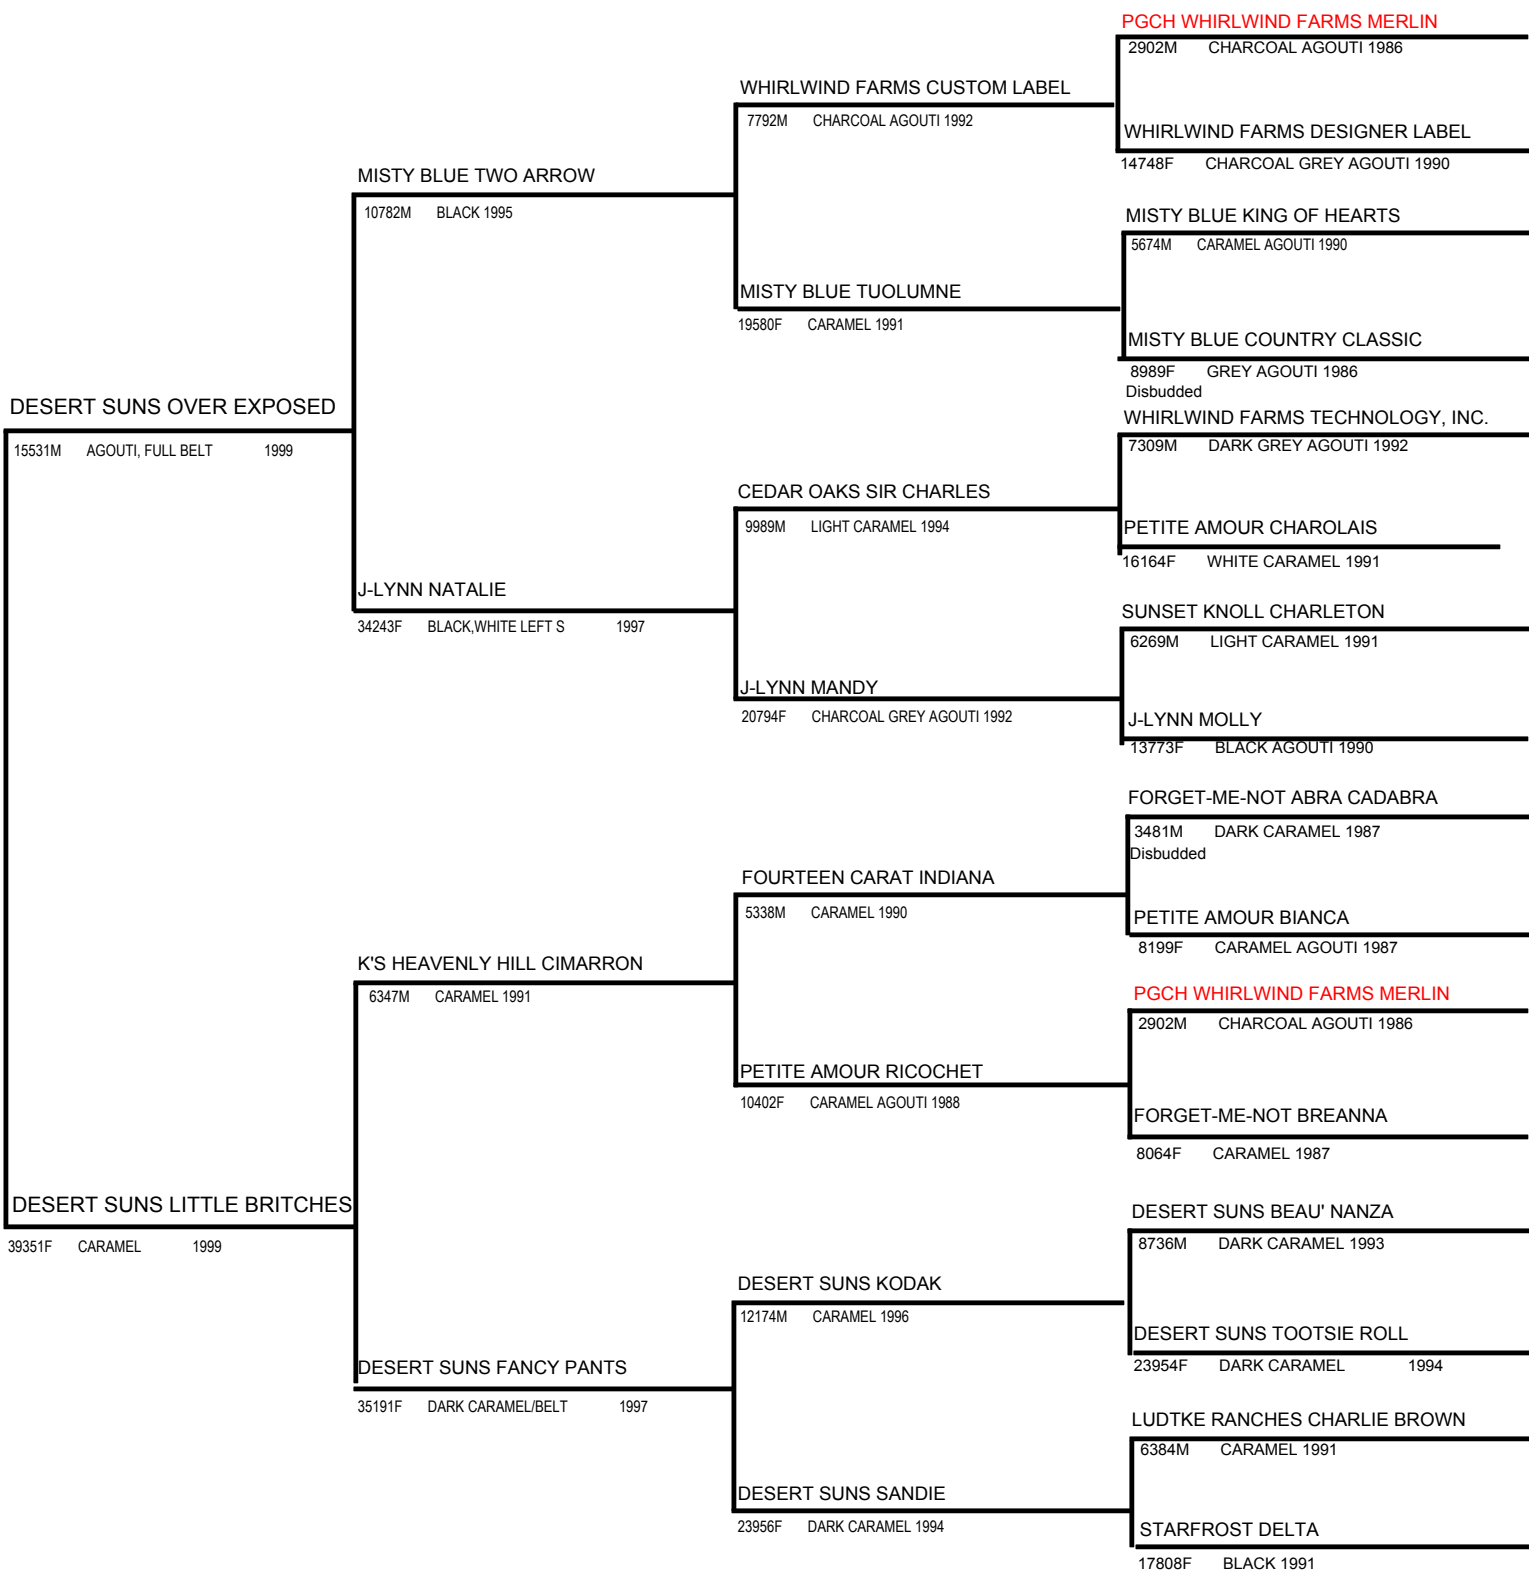 PGCH WHIRLWIND FARMS MERLIN
2902M CHARCOAL AGOUTI 1986
WHIRLWIND FARMS CUSTOM LABEL
7792M CHARCOAL AGOUTI 1992
WHIRLWIND FARMS DESIGNER LABEL
14748F CHARCOAL GREY AGOUTI 1990
MISTY BLUE TWO ARROW
10782M BLACK 1995
MISTY BLUE KING OF HEARTS
5674M CARAMEL AGOUTI 1990
MISTY BLUE TUOLUMNE
19580F CARAMEL 1991
MISTY BLUE COUNTRY CLASSIC
8989F GREY AGOUTI 1986
Disbudded
DESERT SUNS OVER EXPOSED
15531M AGOUTI, FULL BELT 1999
WHIRLWIND FARMS TECHNOLOGY, INC.
7309M DARK GREY AGOUTI 1992
CEDAR OAKS SIR CHARLES
9989M LIGHT CARAMEL 1994
PETITE AMOUR CHAROLAIS
16164F WHITE CARAMEL 1991
J-LYNN NATALIE
34243F BLACK,WHITE LEFT S 1997
SUNSET KNOLL CHARLETON
6269M LIGHT CARAMEL 1991
J-LYNN MANDY
20794F CHARCOAL GREY AGOUTI 1992
J-LYNN MOLLY
13773F BLACK AGOUTI 1990
FORGET-ME-NOT ABRA CADABRA
3481M DARK CARAMEL 1987
Disbudded
FOURTEEN CARAT INDIANA
5338M CARAMEL 1990
PETITE AMOUR BIANCA
8199F CARAMEL AGOUTI 1987
K'S HEAVENLY HILL CIMARRON
6347M CARAMEL 1991
PGCH WHIRLWIND FARMS MERLIN
2902M CHARCOAL AGOUTI 1986
PETITE AMOUR RICOCHET
10402F CARAMEL AGOUTI 1988
FORGET-ME-NOT BREANNA
8064F CARAMEL 1987
DESERT SUNS LITTLE BRITCHES
39351F CARAMEL 1999
DESERT SUNS BEAU' NANZA
8736M DARK CARAMEL 1993
DESERT SUNS KODAK
12174M CARAMEL 1996
DESERT SUNS TOOTSIE ROLL
23954F DARK CARAMEL 1994
DESERT SUNS FANCY PANTS
35191F DARK CARAMEL/BELT 1997
LUDTKE RANCHES CHARLIE BROWN
6384M CARAMEL 1991
DESERT SUNS SANDIE
23956F DARK CARAMEL 1994
STARFROST DELTA
17808F BLACK 1991